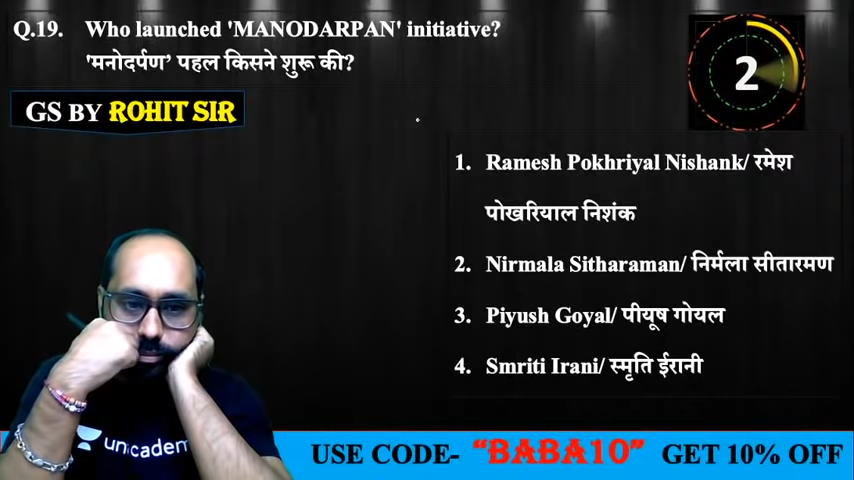 Q.19. Who launched 'MANODARPAN' initiative?
'मनोदर्पण’ पहल किसने शुरू की?
2
GS BY ROHIT SIR
1. Ramesh Pokhriyal Nishank/ रमेश
पोखरियाल निशंक
2. Nirmala Sitharaman/ निर्मला सीतारमण
3. Piyush Goyal/ पीयूष गोयल
4. Smriti Irani/ स्मृति ईरानी
unacadem
USE CODE- “BABA10” GET 10% OFF